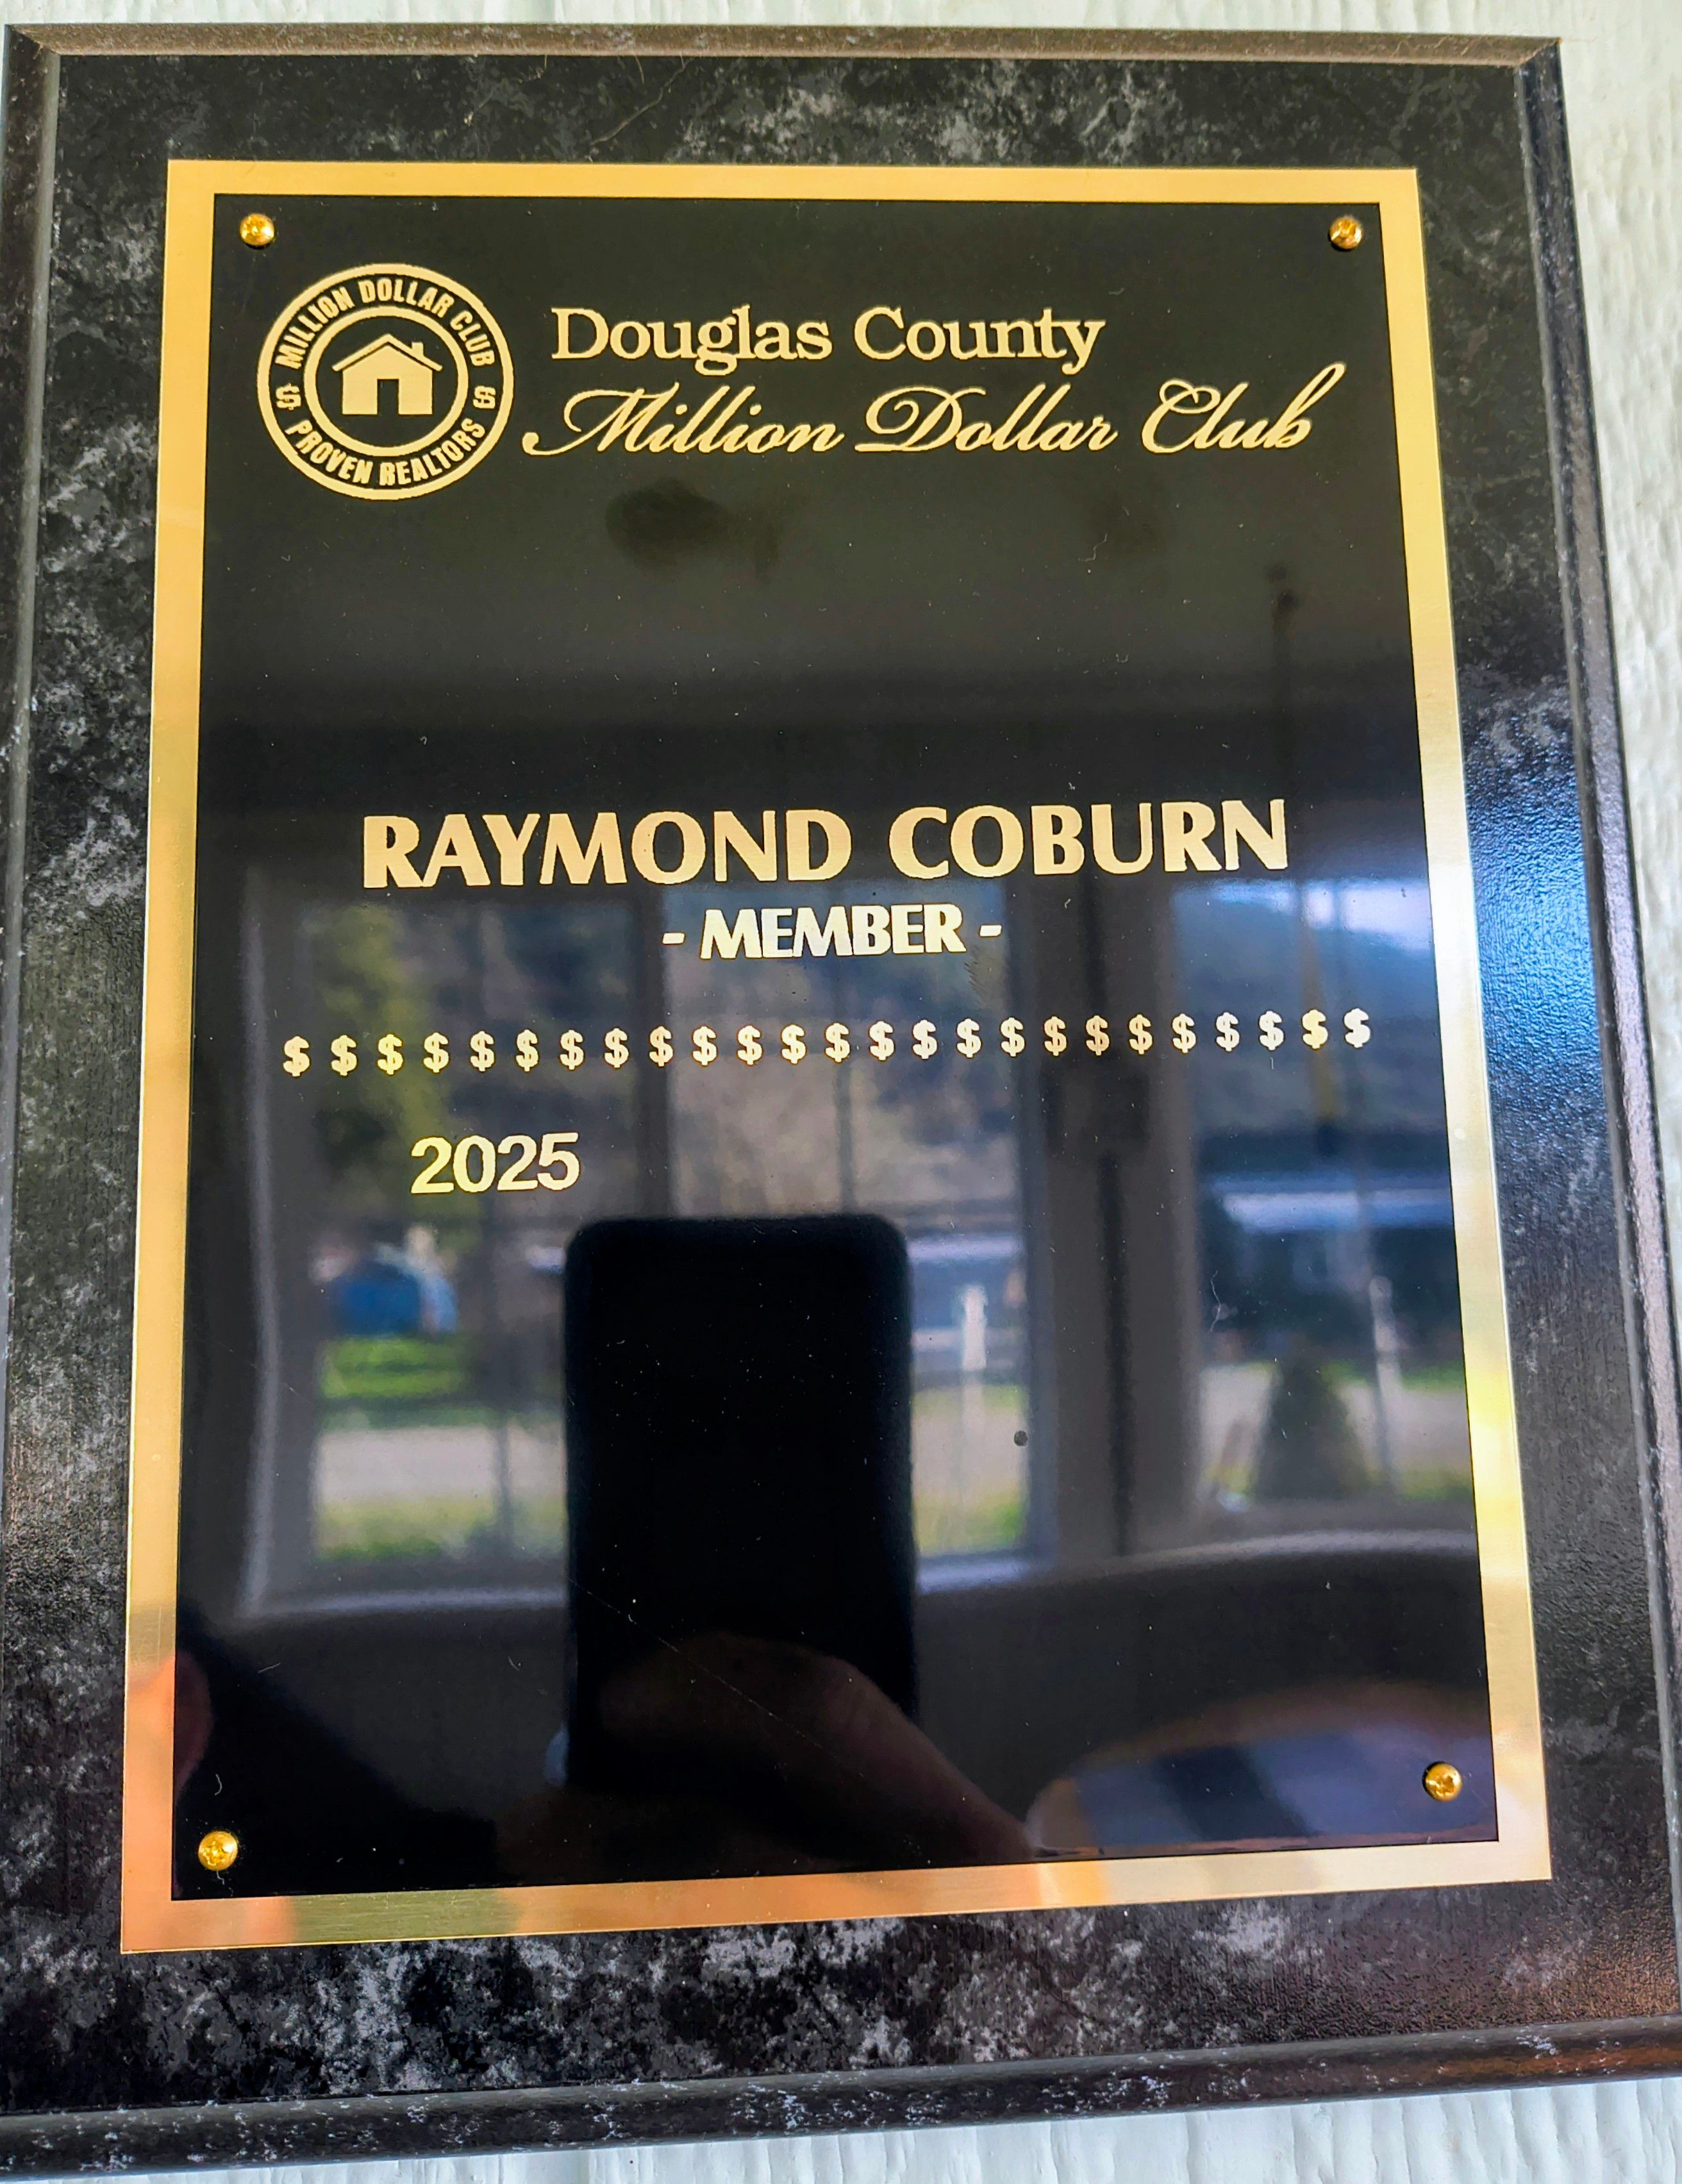 MILLION DOLLAR CLUB
$ PROVEN REALTORS $
Douglas County
Million Dollar Club
RAYMOND COBURN
- MEMBER -
$ $ $ $ $ $ $ $ $ $ $ $ $ $ $ $ $ $ $ $ $ $ $ $ $
2025